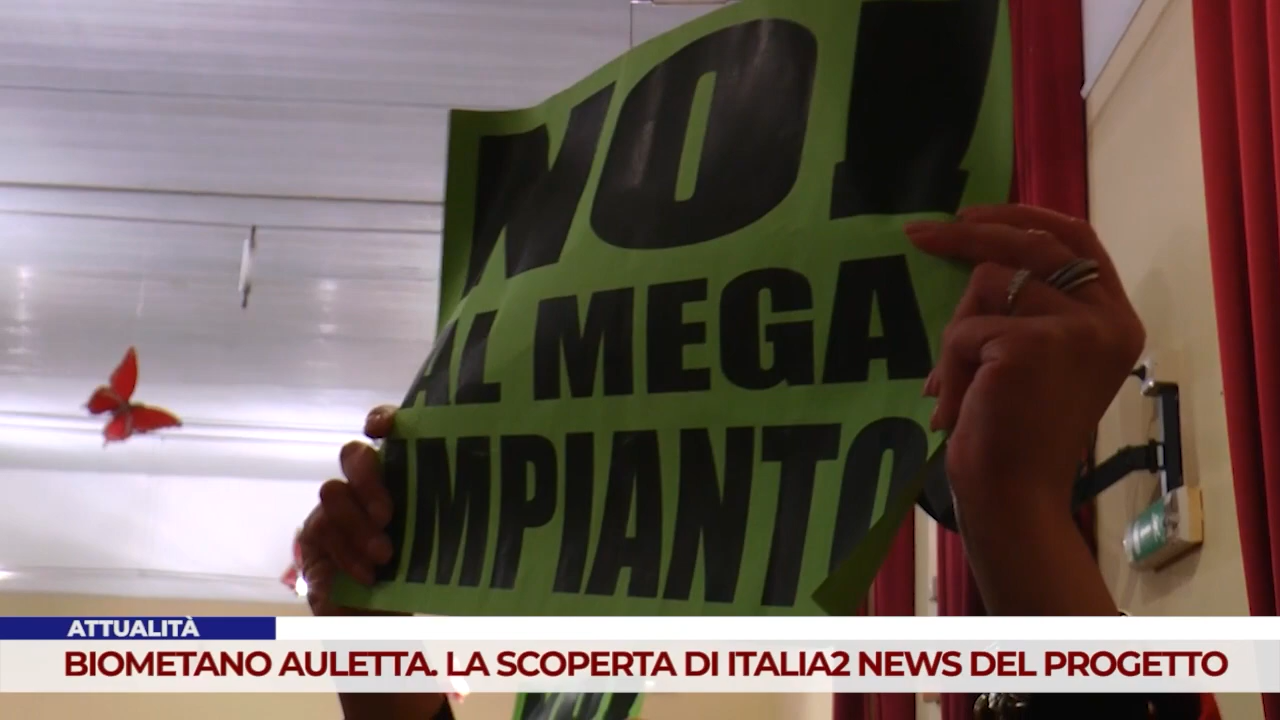 NO!
AL MEGA
IMPIANTO
ATTUALITÀ
BIOMETANO AULETTA. LA SCOPERTA DI ITALIA2 NEWS DEL PROGETTO